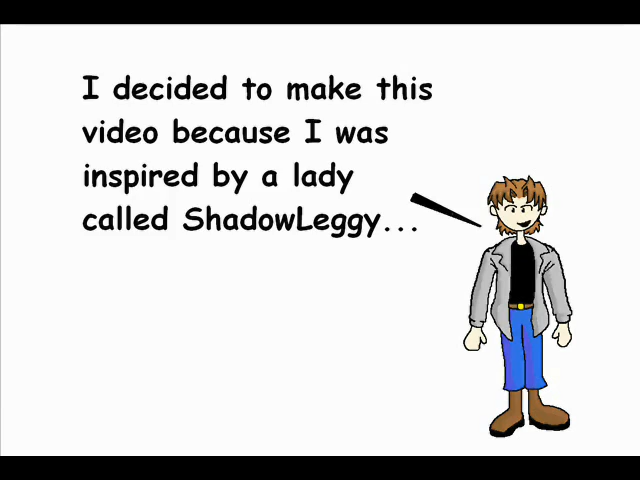 I decided to make this
video because I was
inspired by a lady
called ShadowLeggy...